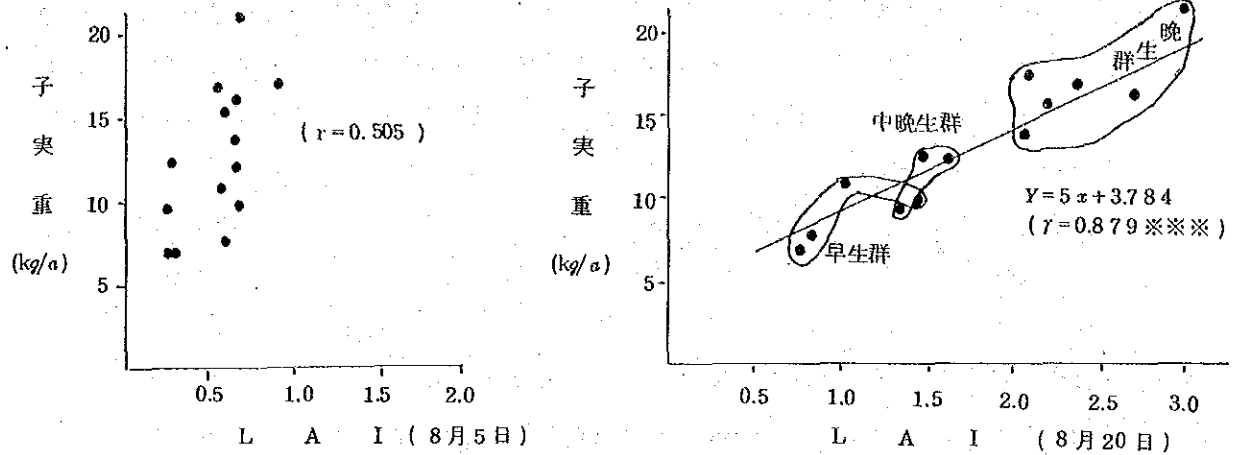 20
15
10
5
子
実
重
(kg/a)
(r=0.505)
0.5 1.0 1.5 2.0
L A I (8月5日)
20
15
10
5
子
実
重
(kg/a)
晩
生
群
中晩生群
早生群
Y=5x+3.784
(γ=0.879※※※)
0.5 1.0 1.5 2.0 2.5 3.0
L A I (8月20日)